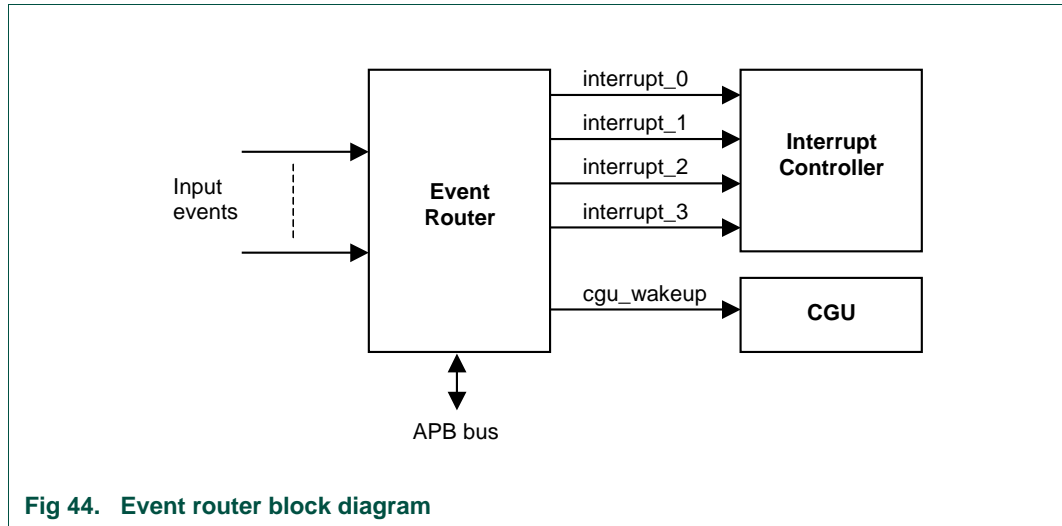 interrupt_0
interrupt_1
interrupt_2
interrupt_3
cgu_wakeup
Input
events
Event
Router
Interrupt
Controller
CGU
APB bus
Fig 44. Event router block diagram